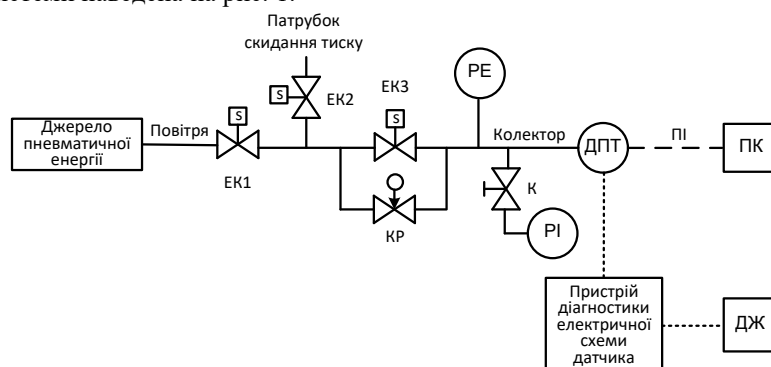 Патрубок
скидання тиску
PE
ЕК3
S
S
ЕК2
Джерело
пневматичної
енергії
Повітря
S
Колектор
ДПТ
ПІ
ПК
ЕК1
К
КР
PI
Пристрій
діагностики
електричної
схеми
датчика
ДЖ